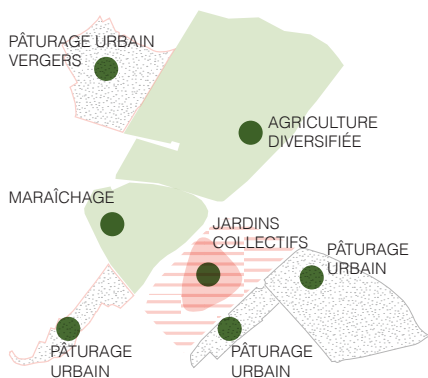 PÂTURAGE URBAIN
VERGERS
AGRICULTURE
DIVERSIFIÉE
MARAÎCHAGE
JARDINS
COLLECTIFS
PÂTURAGE
URBAIN
PÂTURAGE
URBAIN
PÂTURAGE
URBAIN